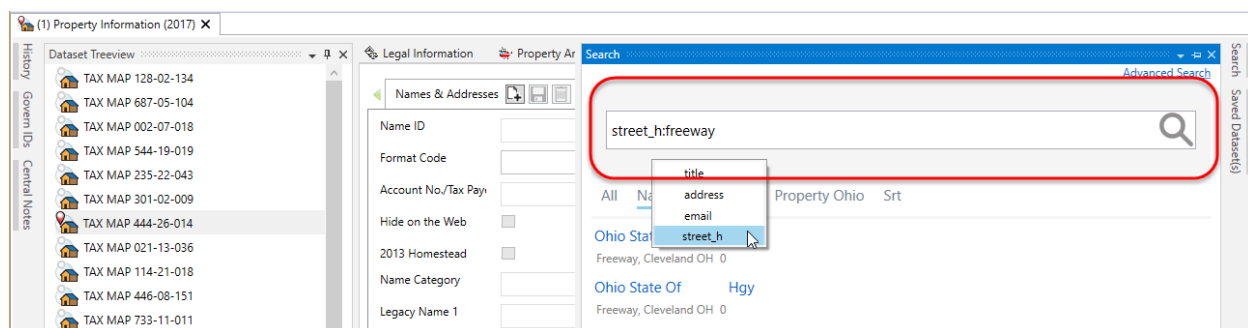 (1) Property Information (2017)
History
Govern IDs
Central Notes
Dataset Treeview
TAX MAP 128-02-134
TAX MAP 687-05-104
TAX MAP 002-07-018
TAX MAP 544-19-019
TAX MAP 235-22-043
TAX MAP 301-02-009
TAX MAP 444-26-014
TAX MAP 021-13-036
TAX MAP 114-21-018
TAX MAP 446-08-151
TAX MAP 733-11-011
Legal Information Property Ar
Names & Addresses
Name ID
Format Code
Account No./Tax Pay
Hide on the Web
2013 Homestead
Name Category
Legacy Name 1
Search
Advanced Search
street_h:freeway
title
address
email
street_h
All Na Property Ohio Srt
Ohio Stat
Freeway, Cleveland OH 0
Ohio State Of Hgy
Freeway, Cleveland OH 0
Search
Saved Dataset(s)